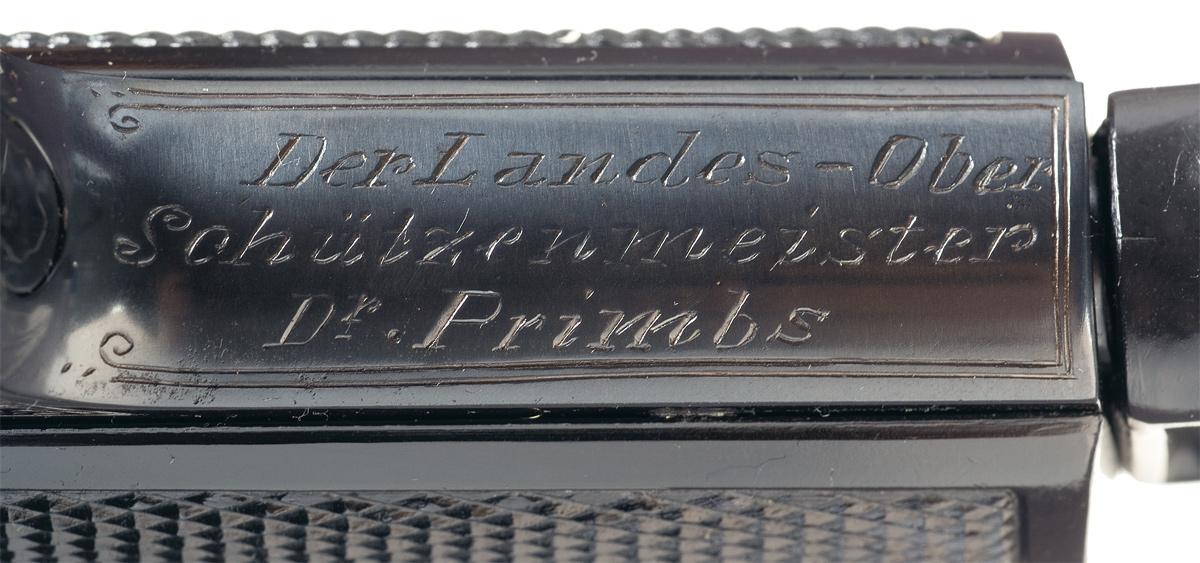 Der Landes-Ober
Schützenmeister
Dr. Primbs